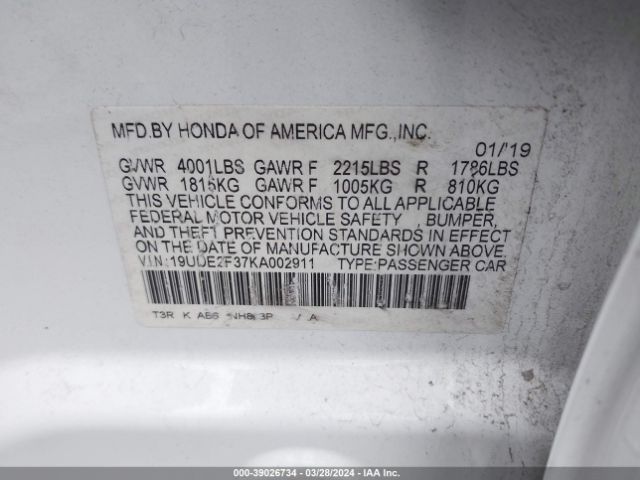 MFD.BY HONDA OF AMERICA MFG.,INC. 01/19
GVWR 4001LBS GAWR F 2215LBS R 1786LBS
GVWR 1815KG GAWR F 1005KG R 810KG
THIS VEHICLE CONFORMS TO ALL APPLICABLE
FEDERAL MOTOR VEHICLE SAFETY , BUMPER,
AND THEFT PREVENTION STANDARDS IN EFFECT
ON THE DATE OF MANUFACTURE SHOWN ABOVE.
V.I.N: 19UDE2F37KA002911 TYPE:PASSENGER CAR
T3R K AB6 / A
000-39026734 — 03/28/2024 — IAA Inc.